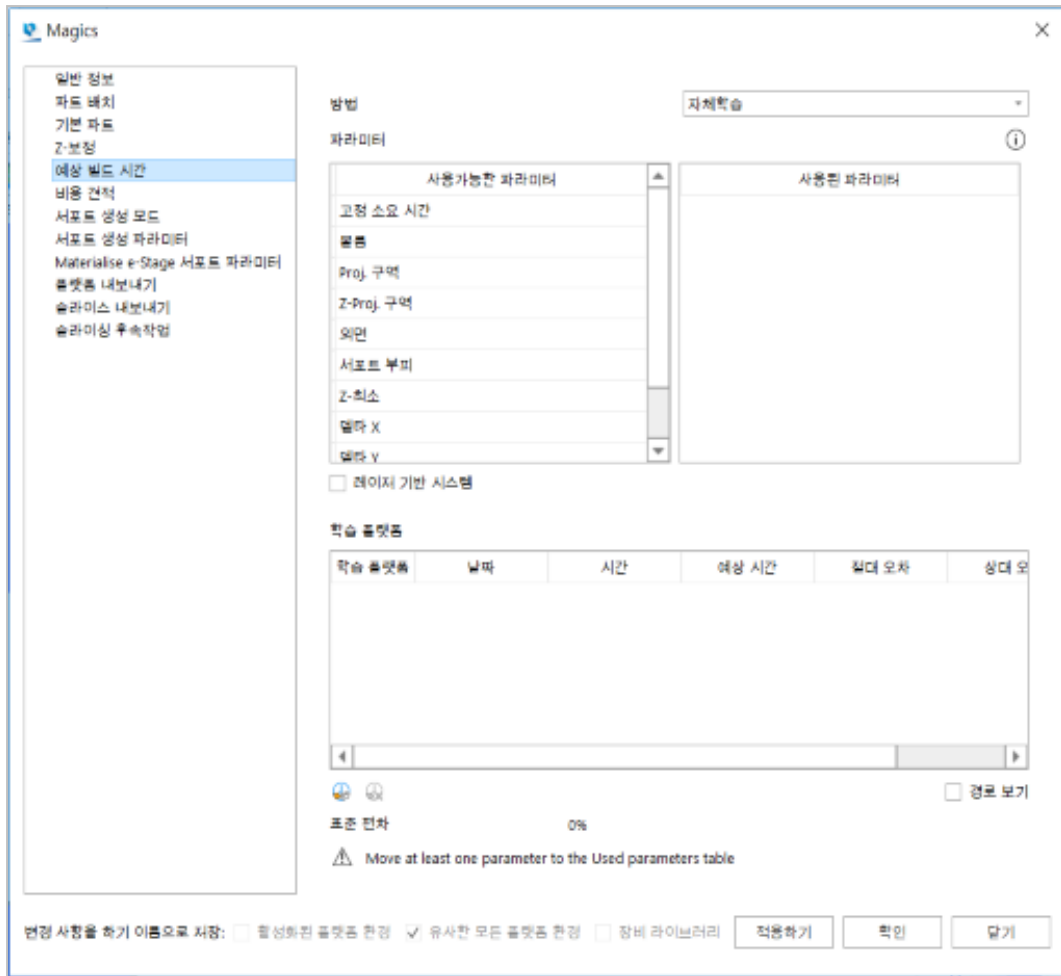 Magics
일반 정보
파트 배치
기본 파트
Z-보정
예상 빌드 시간
비용 견적
서포트 생성 모드
서포트 생성 파라미터
Materialise e-Stage 서포트 파라미터
플랫폼 내보내기
슬라이스 내보내기
슬라이싱 후속작업
방법 자체학습
파라미터
사용가능한 파라미터 사용된 파라미터
고정 소요 시간
볼륨
Proj. 구역
Z-Proj. 구역
외면
서포트 부피
Z-최소
델타 X
델타 Y
레이저 기반 시스템
학습 플랫폼
학습 플랫폼 날짜 시간 예상 시간 절대 오차 상대 오
경로 보기
표준 편차 0%
Move at least one parameter to the Used parameters table
변경 사항을 하기 이름으로 저장: 활성화된 플랫폼 환경 유사한 모든 플랫폼 환경 장비 라이브러리 적용하기 확인 닫기